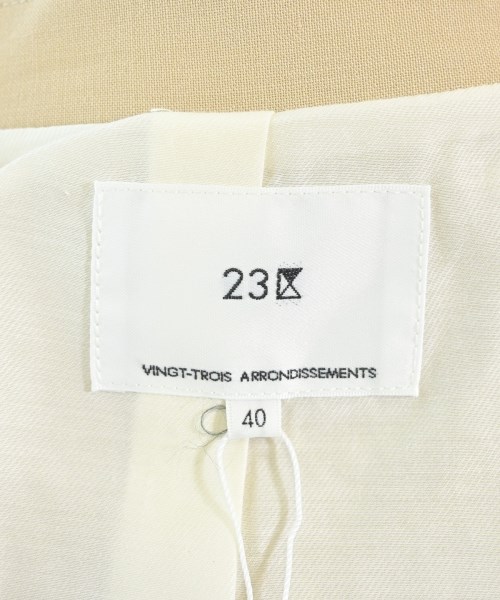 23区
VINGT-TROIS ARRONDISSEMENTS
40